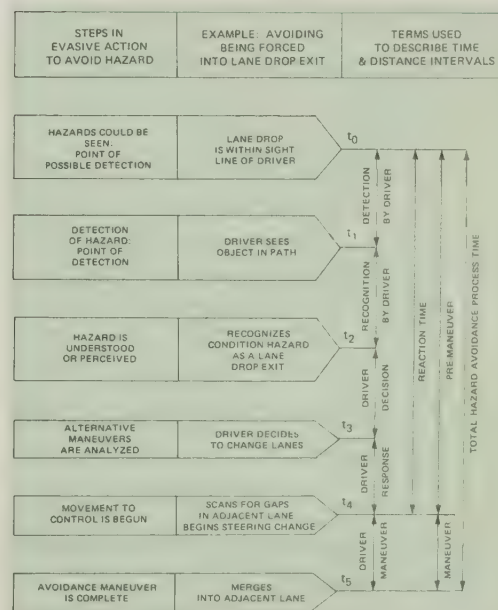 STEPS IN
EVASIVE ACTION
TO AVOID HAZARD
EXAMPLE: AVOIDING
BEING FORCED
INTO LANE DROP EXIT
TERMS USED
TO DESCRIBE TIME
& DISTANCE INTERVALS
HAZARDS COULD BE
SEEN:
POINT OF
POSSIBLE DETECTION
LANE DROP
IS WITHIN SIGHT
LINE OF DRIVER
t0
DETECTION
BY DRIVER
DETECTION
OF HAZARD:
POINT OF
DETECTION
DRIVER SEES
OBJECT IN PATH
t1
RECOGNITION
BY DRIVER
HAZARD IS
UNDERSTOOD
OR PERCEIVED
RECOGNIZES
CONDITION HAZARD
AS A LANE
DROP EXIT
t2
DRIVER
DECISION
ALTERNATIVE
MANEUVERS
ARE ANALYZED
DRIVER DECIDES
TO CHANGE LANES
t3
DRIVER
RESPONSE
MOVEMENT TO
CONTROL IS BEGUN
SCANS FOR GAPS
IN ADJACENT LANE
BEGINS STEERING CHANGE
t4
DRIVER
MANEUVER
AVOIDANCE MANEUVER
IS COMPLETE
MERGES
INTO ADJACENT LANE
t5
REACTION TIME
PRE-MANEUVER
MANEUVER
TOTAL HAZARD AVOIDANCE PROCESS TIME